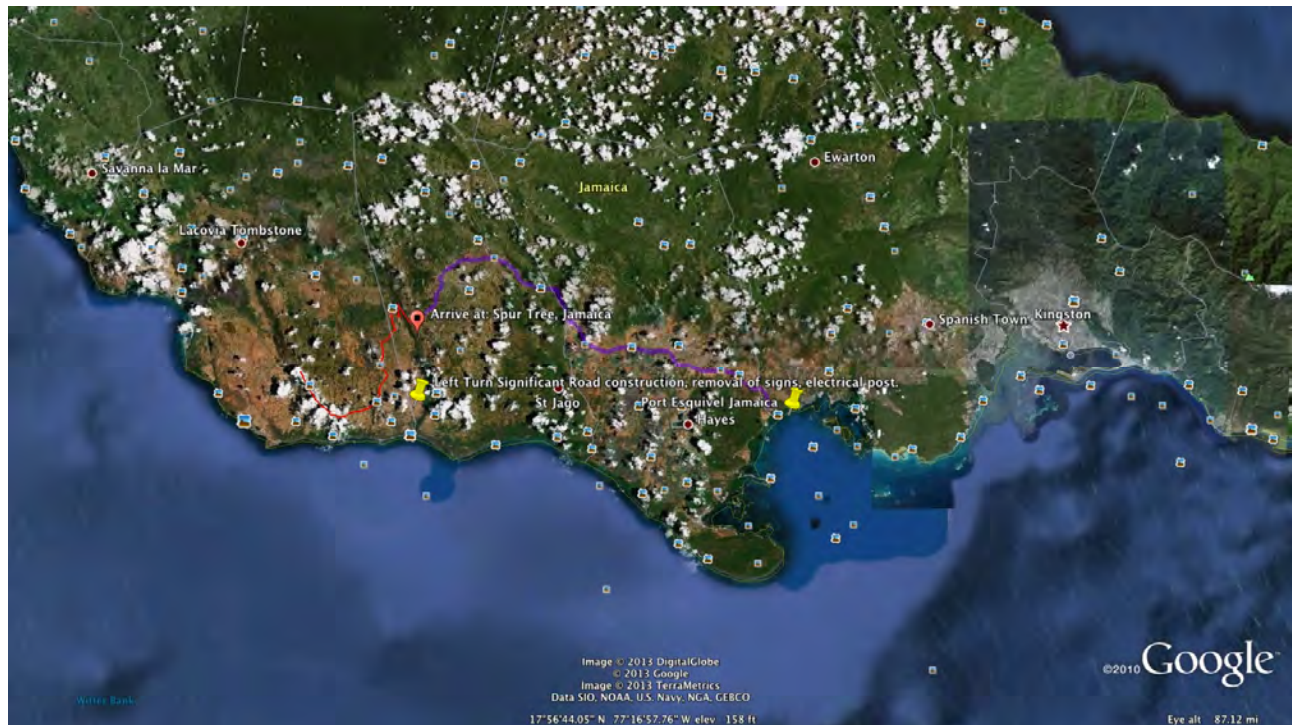 Ewarton
Savanna la Mar
Jamaica
Lacovia Tombstone
Arrive at: Spur Tree, Jamaica
Spanish Town
Kingston
Left Turn Significant Road construction, removal of signs, electrical post.
St Jago
Port Esquivel Jamaica
Hayes
Image © 2013 DigitalGlobe
© 2013 Google
Image © 2013 TerraMetrics
Data SIO, NOAA, U.S. Navy, NGA, GEBCO
©2010 Google™
Witter Bank
17°56'44.05" N 77°16'57.76" W elev 158 ft
Eye alt 87.12 mi